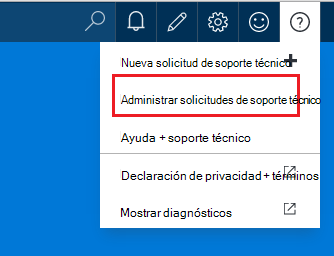 Nueva solicitud de soporte técnico
Administrar solicitudes de soporte técnico
Ayuda + soporte técnico
Declaración de privacidad + términos
Mostrar diagnósticos